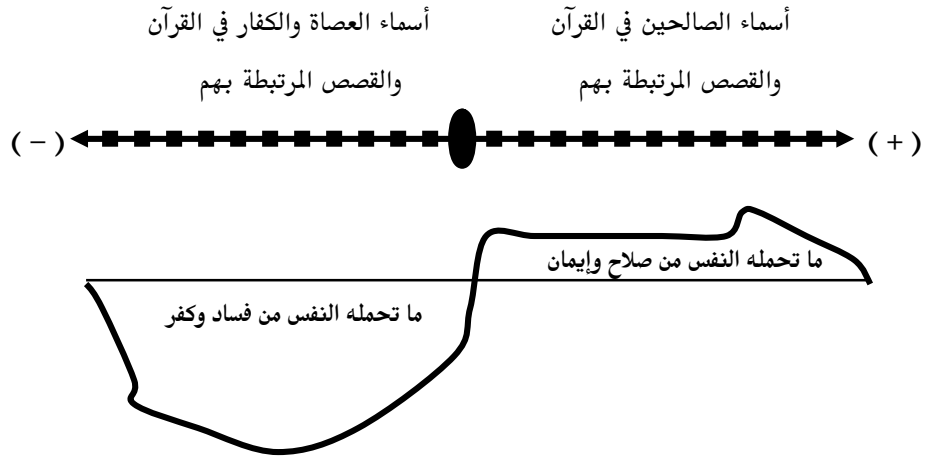 أسماء الصالحين في القرآن
والقصص المرتبطة بهم
أسماء العصاة والكفار في القرآن
والقصص المرتبطة بهم
( + )
( − )
ما تحمله النفس من صلاح وإيمان
ما تحمله النفس من فساد وكفر